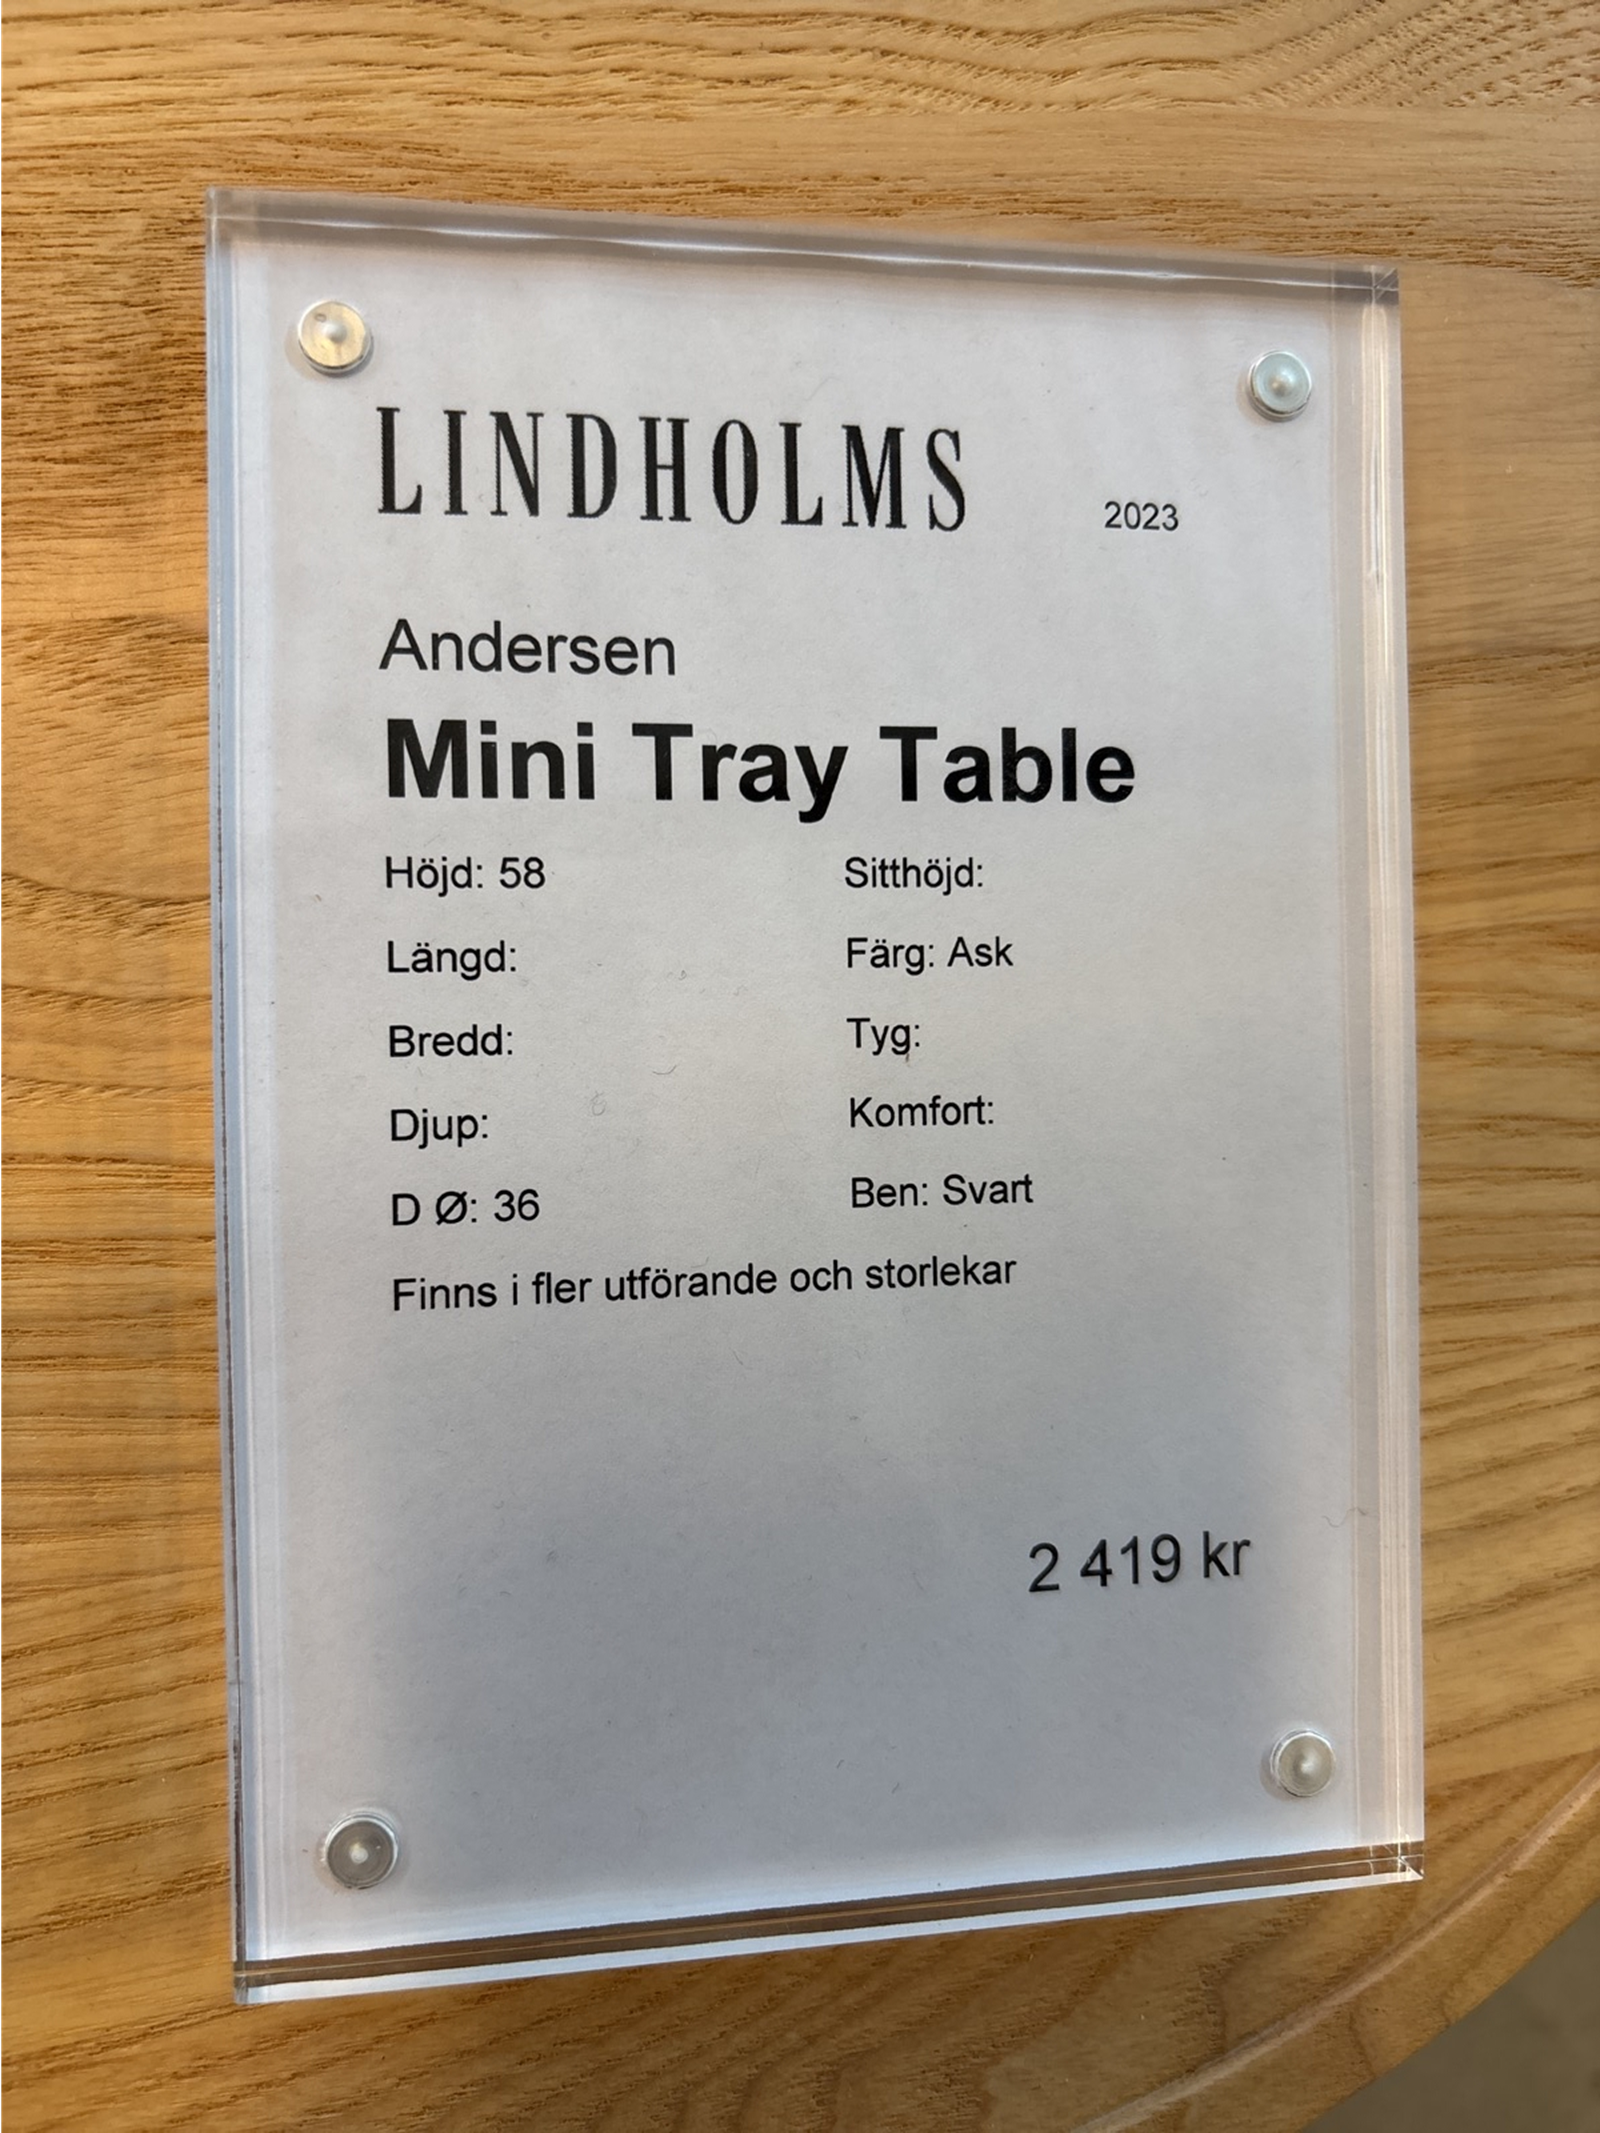 LINDHOLMS 2023
Andersen
Mini Tray Table
Höjd: 58
Längd:
Bredd:
Djup:
D Ø: 36
Sitthöjd:
Färg: Ask
Tyg:
Komfort:
Ben: Svart
Finns i fler utförande och storlekar
2 419 kr